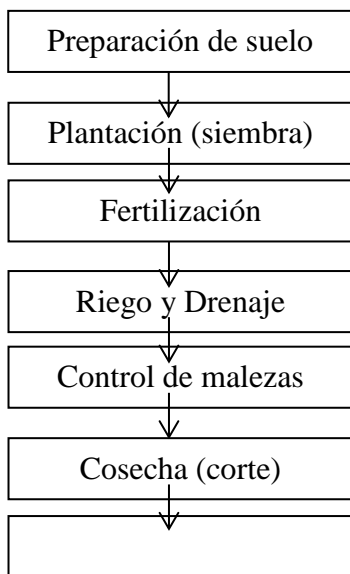 Preparación de suelo
Plantación (siembra)
Fertilización
Riego y Drenaje
Control de malezas
Cosecha (corte)